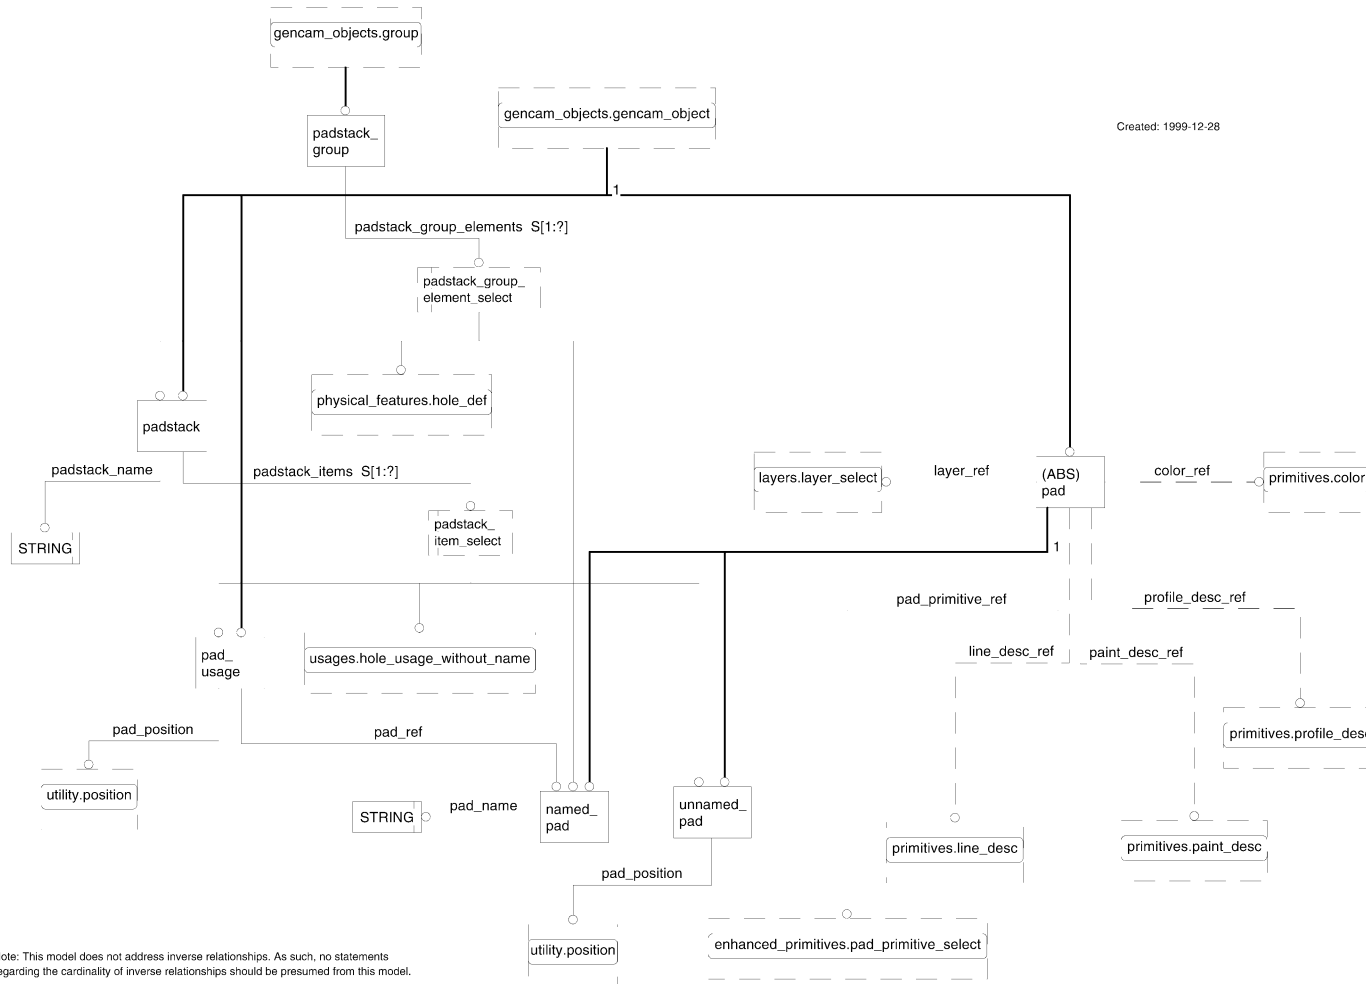 gencam_objects.group
gencam_objects.gencam_object
Created: 1999-12-28
padstack_
group
1
padstack_group_elements S[1:?]
padstack_group_
element_select
physical_features.hole_def
padstack
padstack_name
padstack_items S[1:?]
layers.layer_select
layer_ref
(ABS)
pad
color_ref
primitives.color
STRING
padstack_
item_select
1
pad_primitive_ref
profile_desc_ref
pad_
usage
usages.hole_usage_without_name
line_desc_ref
paint_desc_ref
pad_position
pad_ref
primitives.profile_desc
utility.position
STRING
pad_name
named_
pad
unnamed_
pad
primitives.line_desc
primitives.paint_desc
pad_position
utility.position
enhanced_primitives.pad_primitive_select
ote: This model does not address inverse relationships. As such, no statements
egarding the cardinality of inverse relationships should be presumed from this model.